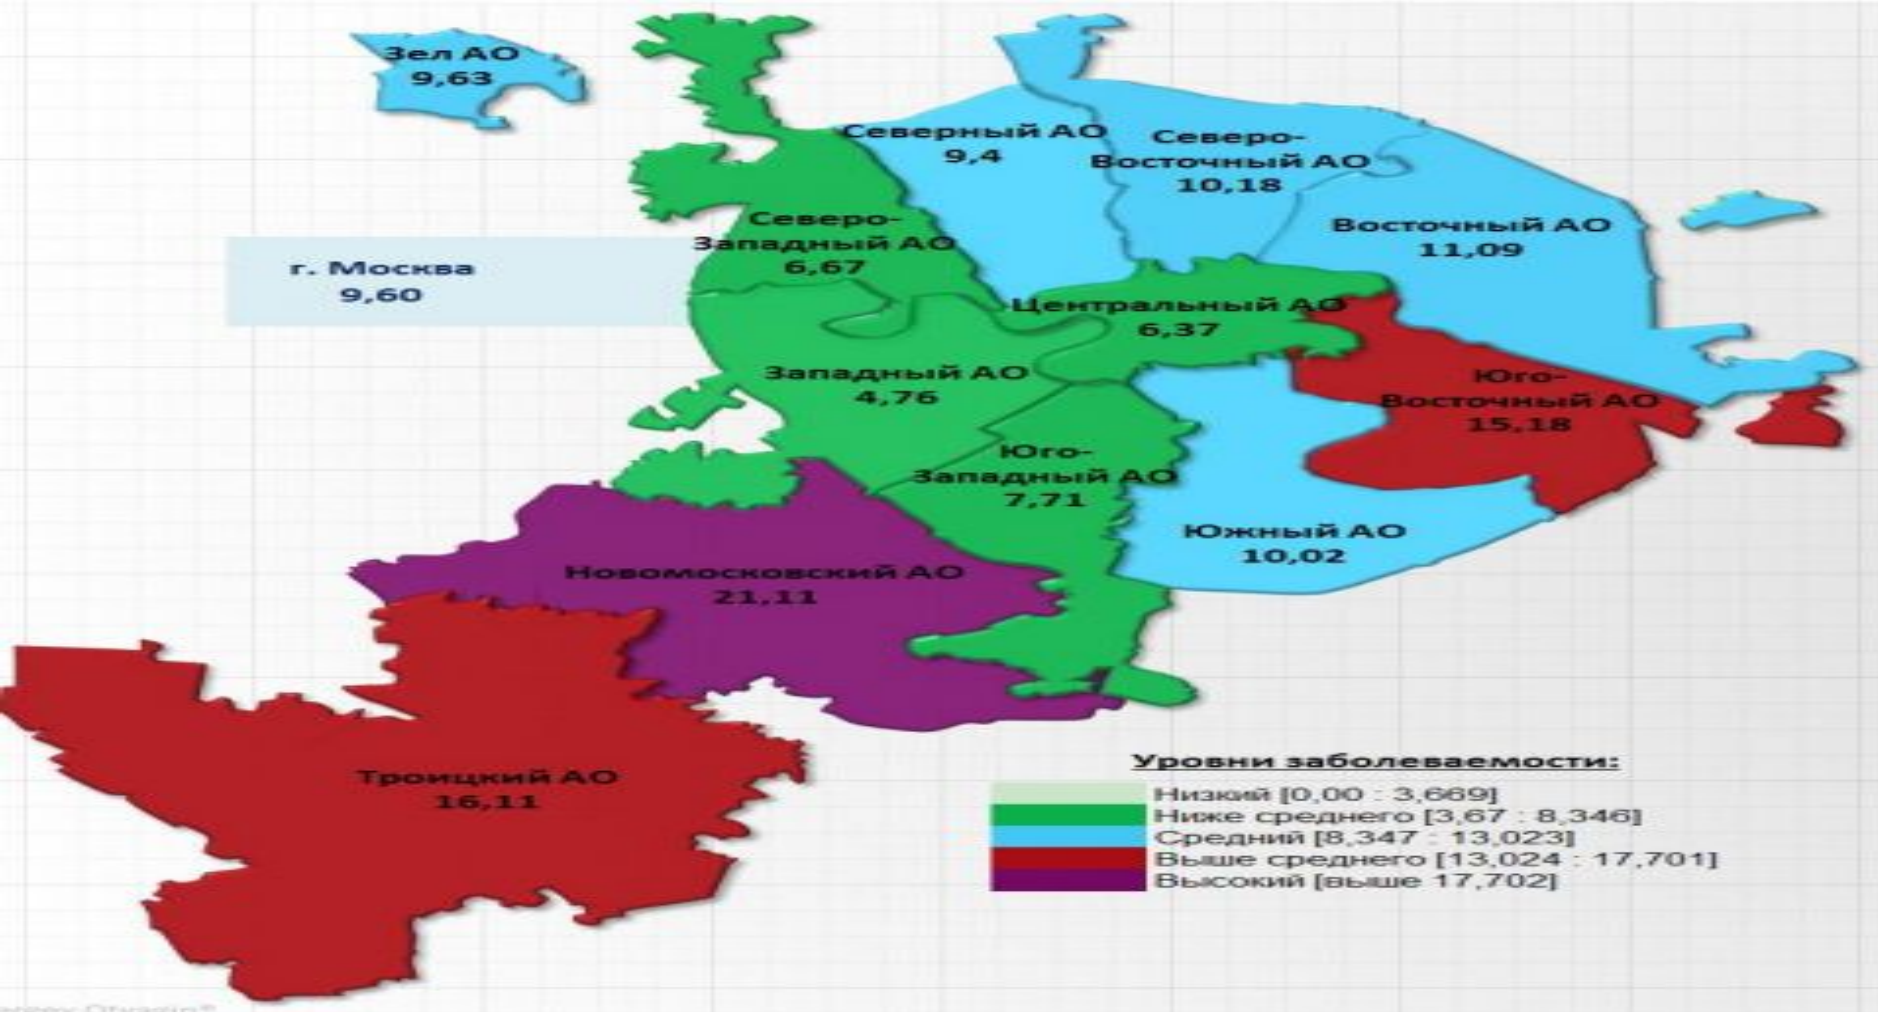 Зел АО
9,63
Северный АО
9,4
Северо-
Восточный АО
10,18
Восточный АО
11,09
Северо-
Западный АО
6,67
г. Москва
9,60
Центральный АО
6,37
Западный АО
4,76
Юго-
Восточный АО
15,18
Юго-
Западный АО
7,71
Южный АО
10,02
Новомосковский АО
21,11
Троицкий АО
16,11
Уровни заболеваемости:
Низкий [0,00 : 3,669]
Ниже среднего [3,67 : 8,346]
Средний [8,347 : 13,023]
Выше среднего [13,024 : 17,701]
Высокий [выше 17,702]